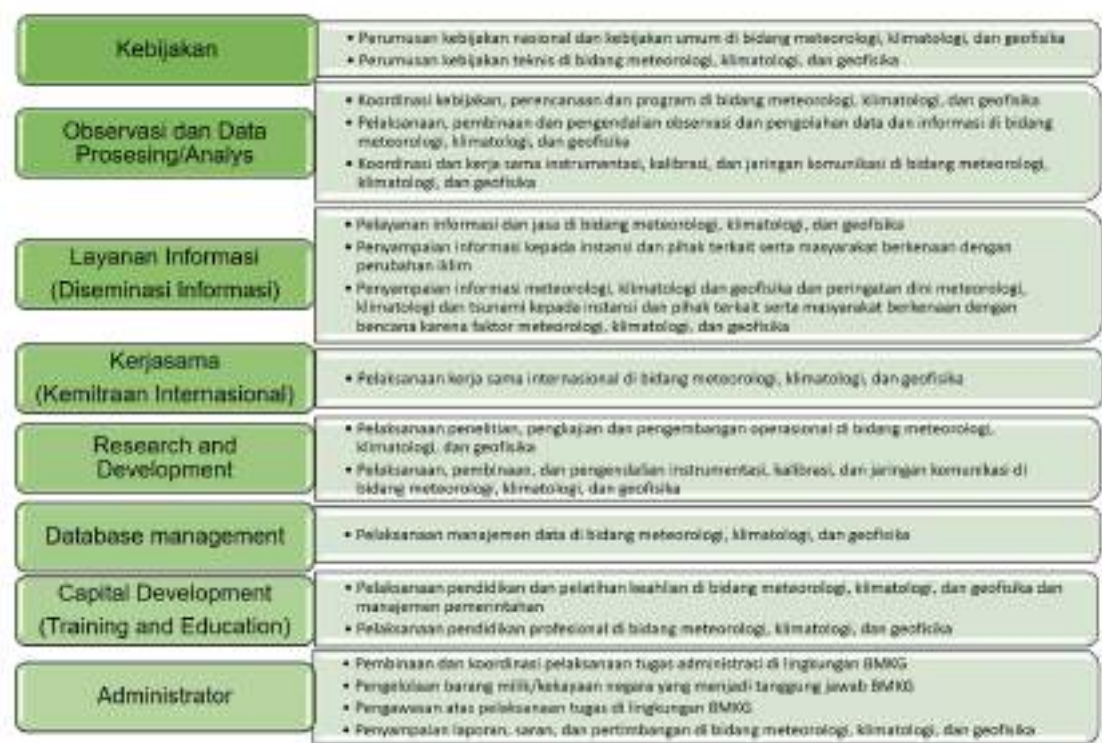 Kebijakan
• Perumusan kebijakan nasional dan kebijakan umum di bidang meteorologi, klimatologi, dan geofisika
• Perumusan kebijakan teknis di bidang meteorologi, klimatologi, dan geofisika
Observasi dan Data
Prosesing/Analys
• Koordinasi kebijakan, perencanaan dan program di bidang meteorologi, klimatologi, dan geofisika
• Pelaksanaan, pembinaan dan pengendalian observasi dan pengolahan data dan informasi di bidang
meteorologi, klimatologi, dan geofisika
• Koordinasi dan kerja sama instrumentasi, kalibrasi, dan jaringan komunikasi di bidang meteorologi,
klimatologi, dan geofisika
Layanan Informasi
(Diseminasi Informasi)
• Pelayanan informasi dan jasa di bidang meteorologi, klimatologi, dan geofisika
• Penyampaian informasi kepada instansi dan pihak terkait serta masyarakat berkenaan dengan
perubahan iklim
• Penyampaian informasi meteorologi, klimatologi dan geofisika dan peringatan dini meteorologi,
klimatologi dan tsunami kepada instansi dan pihak terkait serta masyarakat berkenaan dengan
bencana karena faktor meteorologi, klimatologi, dan geofisika
Kerjasama
(Kemitraan Internasional)
• Pelaksanaan kerja sama internasional di bidang meteorologi, klimatologi, dan geofisika
Research and
Development
• Pelaksanaan penelitian, pengkajian dan pengembangan operasional di bidang meteorologi,
klimatologi, dan geofisika
• Pelaksanaan, pembinaan, dan pengendalian instrumentasi, kalibrasi, dan jaringan komunikasi di
bidang meteorologi, klimatologi, dan geofisika
Database management
• Pelaksanaan manajemen data di bidang meteorologi, klimatologi, dan geofisika
Capital Development
(Training and Education)
• Pelaksanaan pendidikan dan pelatihan keahlian di bidang meteorologi, klimatologi, dan geofisika dan
manajemen pemerintahan
• Pelaksanaan pendidikan profesional di bidang meteorologi, klimatologi, dan geofisika
Administrator
• Pembinaan dan koordinasi pelaksanaan tugas administrasi di lingkungan BMKG
• Pengelolaan barang milik/kekayaan negara yang menjadi tanggung jawab BMKG
• Pengawasan atas pelaksanaan tugas di lingkungan BMKG
• Penyampaian laporan, saran, dan pertimbangan di bidang meteorologi, klimatologi, dan geofisika